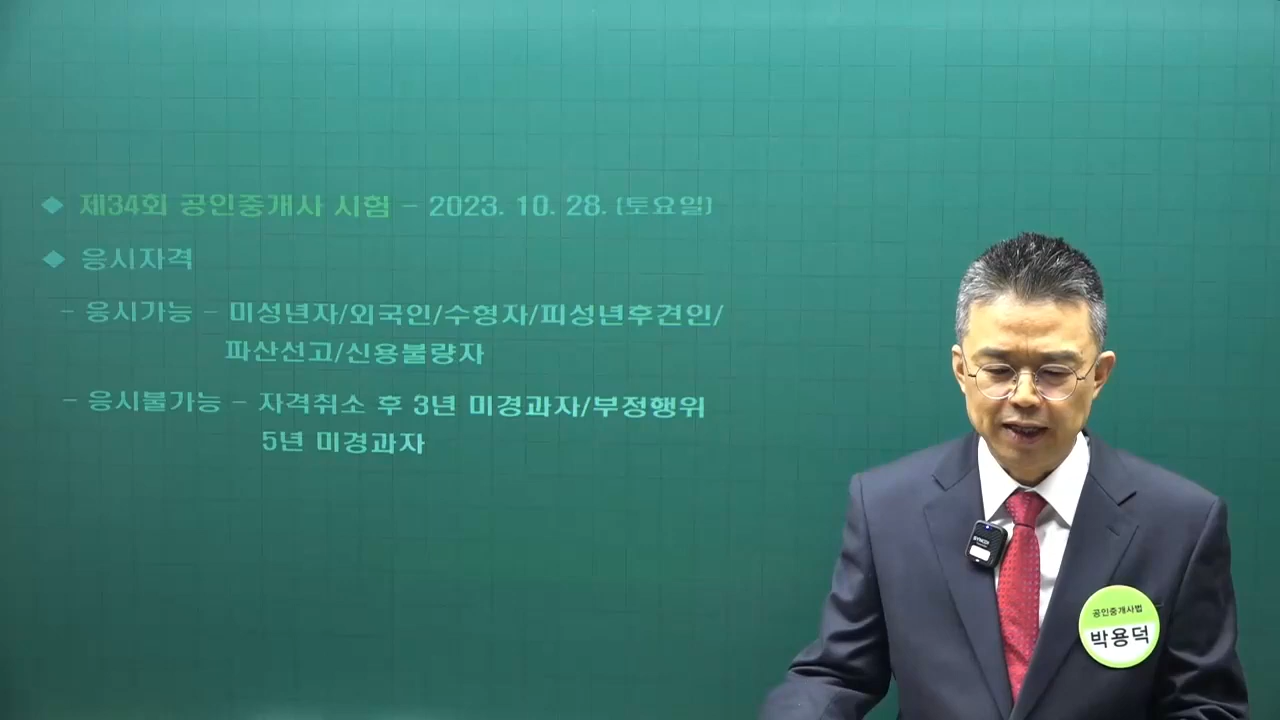 ◆ 제34회 공인중개사 시험 - 2023. 10. 28. (토요일)
◆ 응시자격
- 응시가능 - 미성년자/외국인/수형자/피성년후견인/
파산선고/신용불량자
- 응시불가능 - 자격취소 후 3년 미경과자/부정행위
5년 미경과자
공인중개사법
박용덕